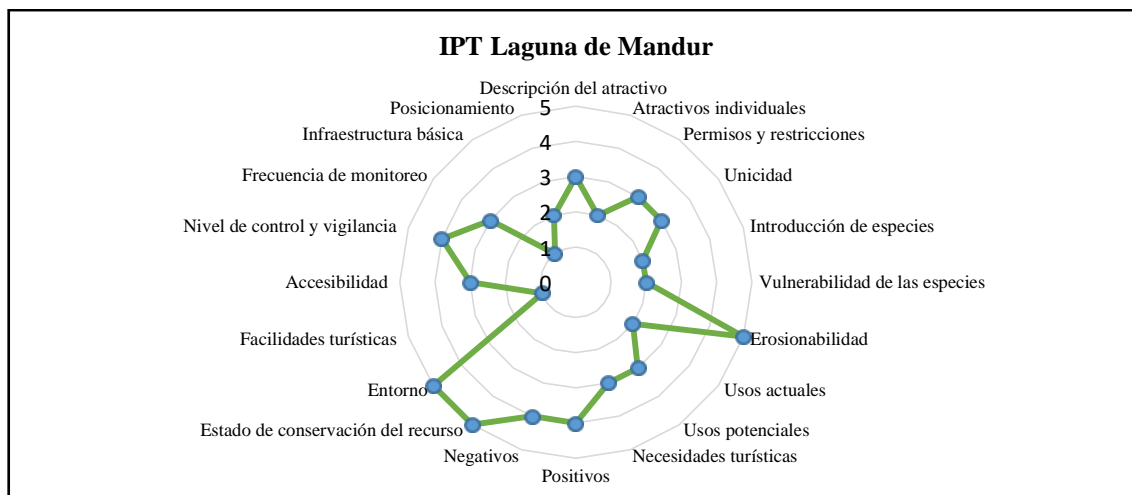 IPT Laguna de Mandur
Descripción del atractivo
Atractivos individuales
Permisos y restricciones
Unicidad
Introducción de especies
Vulnerabilidad de las especies
Erosionabilidad
Usos actuales
Usos potenciales
Necesidades turísticas
Positivos
Negativos
Estado de conservación del recurso
Entorno
Facilidades turísticas
Accesibilidad
Nivel de control y vigilancia
Frecuencia de monitoreo
Infraestructura básica
Posicionamiento
5
4
3
2
1
0